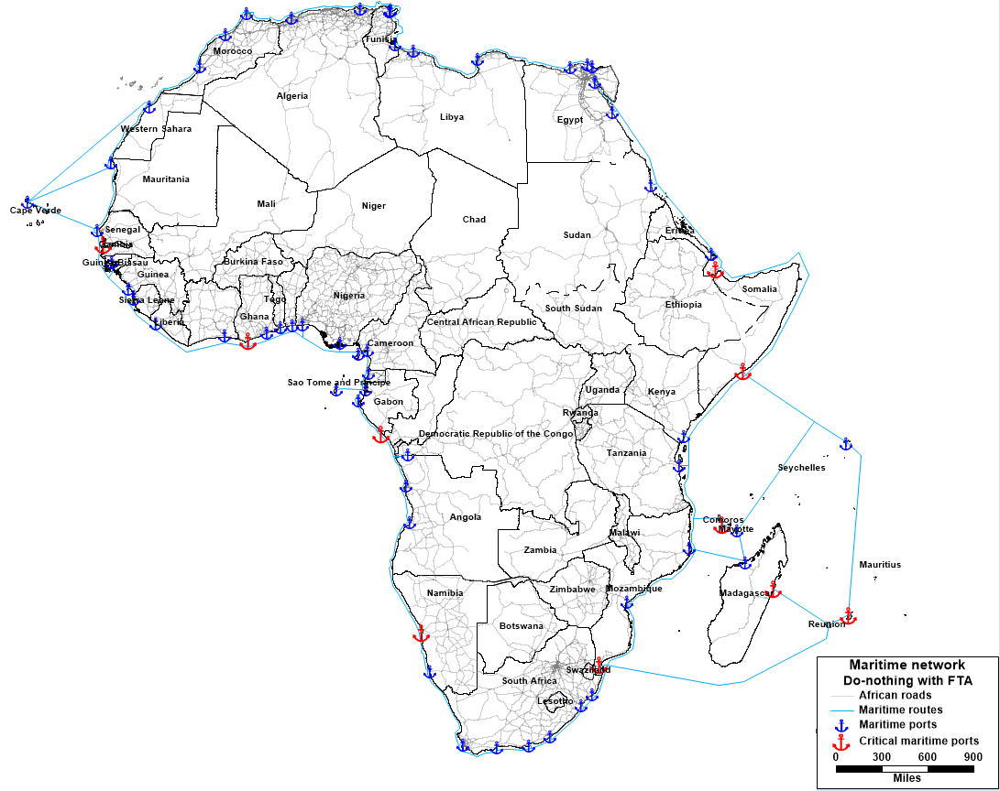 Tunisia
Morocco
Algeria
Libya
Egypt
Western Sahara
Mauritania
Mali
Niger
Chad
Sudan
Eritrea
Cape Verde
Senegal
Gambia
Guinea Bissau
Guinea
Burkina Faso
Sierra Leone
Liberia
Togo
Ghana
Nigeria
Somalia
Ethiopia
South Sudan
Central African Republic
Cameroon
Sao Tome and Principe
Gabon
Uganda
Kenya
Rwanda
Democratic Republic of the Congo
Tanzania
Seychelles
Angola
Comoros
Mayotte
Malawi
Zambia
Mauritius
Namibia
Zimbabwe
Mozambique
Madagascar
Botswana
Reunion
Swaziland
South Africa
Lesotho
Maritime network
Do-nothing with FTA
African roads
Maritime routes
Maritime ports
Critical maritime ports
0 300 600 900
Miles